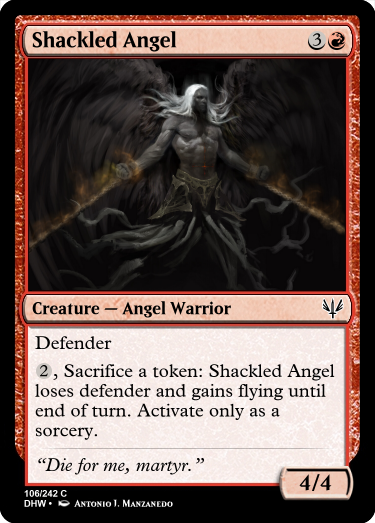 Shackled Angel 3
Creature — Angel Warrior
Defender
2, Sacrifice a token: Shackled Angel
loses defender and gains flying until
end of turn. Activate only as a
sorcery.
“Die for me, martyr.”
4/4
106/242 C
DHW • Antonio J. Manzanedo